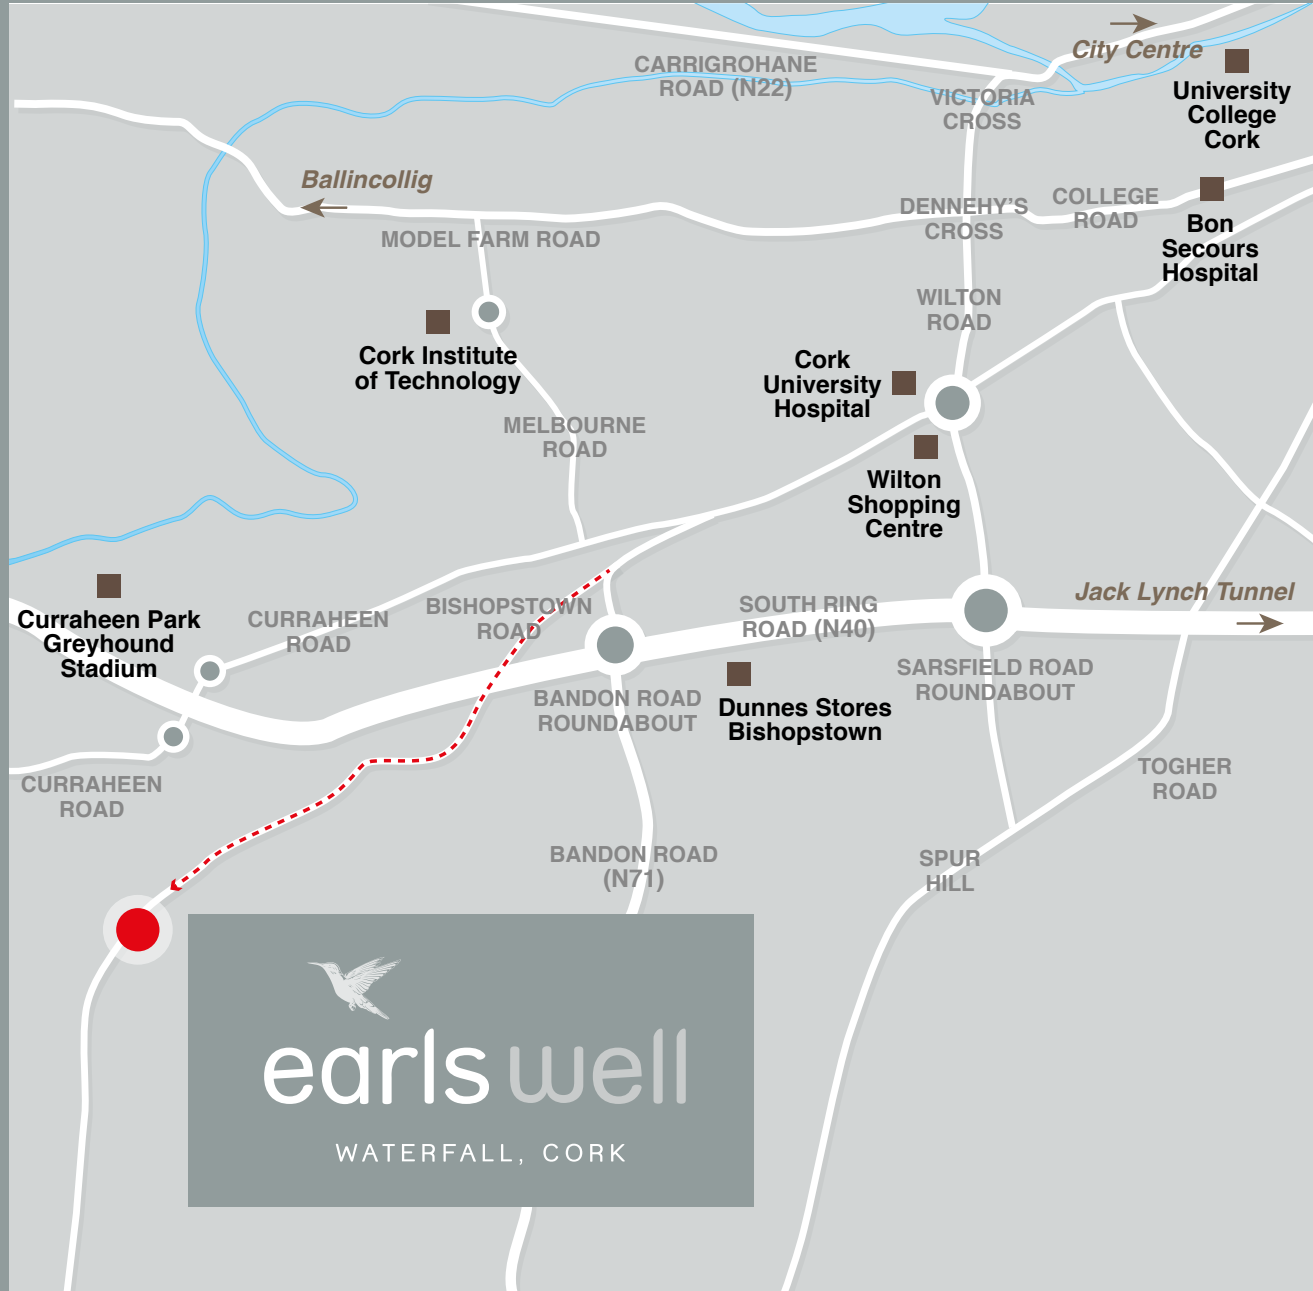 City Centre
CARRIGROHANE
ROAD (N22)
VICTORIA
CROSS
University
College
Cork
Ballincollig
MODEL FARM ROAD
DENNEHY'S
CROSS
COLLEGE
ROAD
Bon
Secours
Hospital
WILTON
ROAD
Cork Institute
of Technology
Cork
University
Hospital
MELBOURNE
ROAD
Wilton
Shopping
Centre
Curraheen Park
Greyhound
Stadium
CURRAHEEN
ROAD
BISHOPSTOWN
ROAD
SOUTH RING
ROAD (N40)
Jack Lynch Tunnel
BANDON ROAD
ROUNDABOUT
Dunnes Stores
Bishopstown
SARSFIELD ROAD
ROUNDABOUT
CURRAHEEN
ROAD
TOGHER
ROAD
BANDON ROAD
(N71)
SPUR
HILL
earls well
WATERFALL, CORK